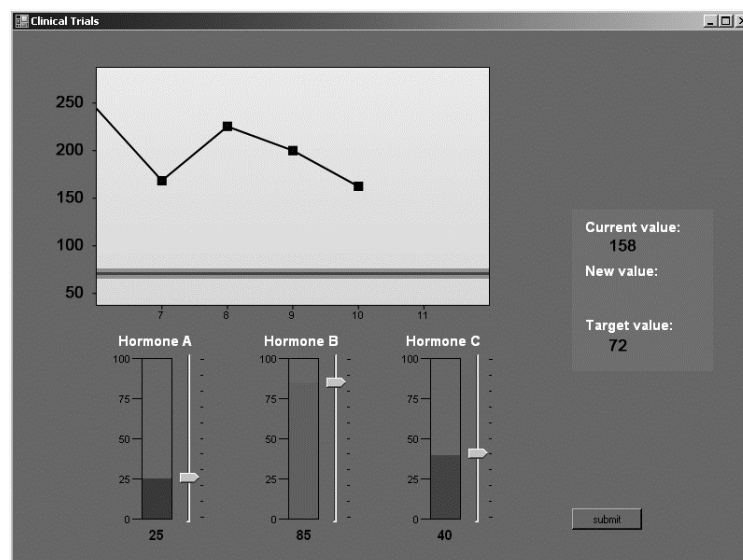 Clinical Trials
250
200
150
100
50
7 8 9 10 11
Current value:
158
New value:
Target value:
72
Hormone A Hormone B Hormone C
100 100 100
75 75 75
50 50 50
25 25 25
0 0 0
25 85 40
submit